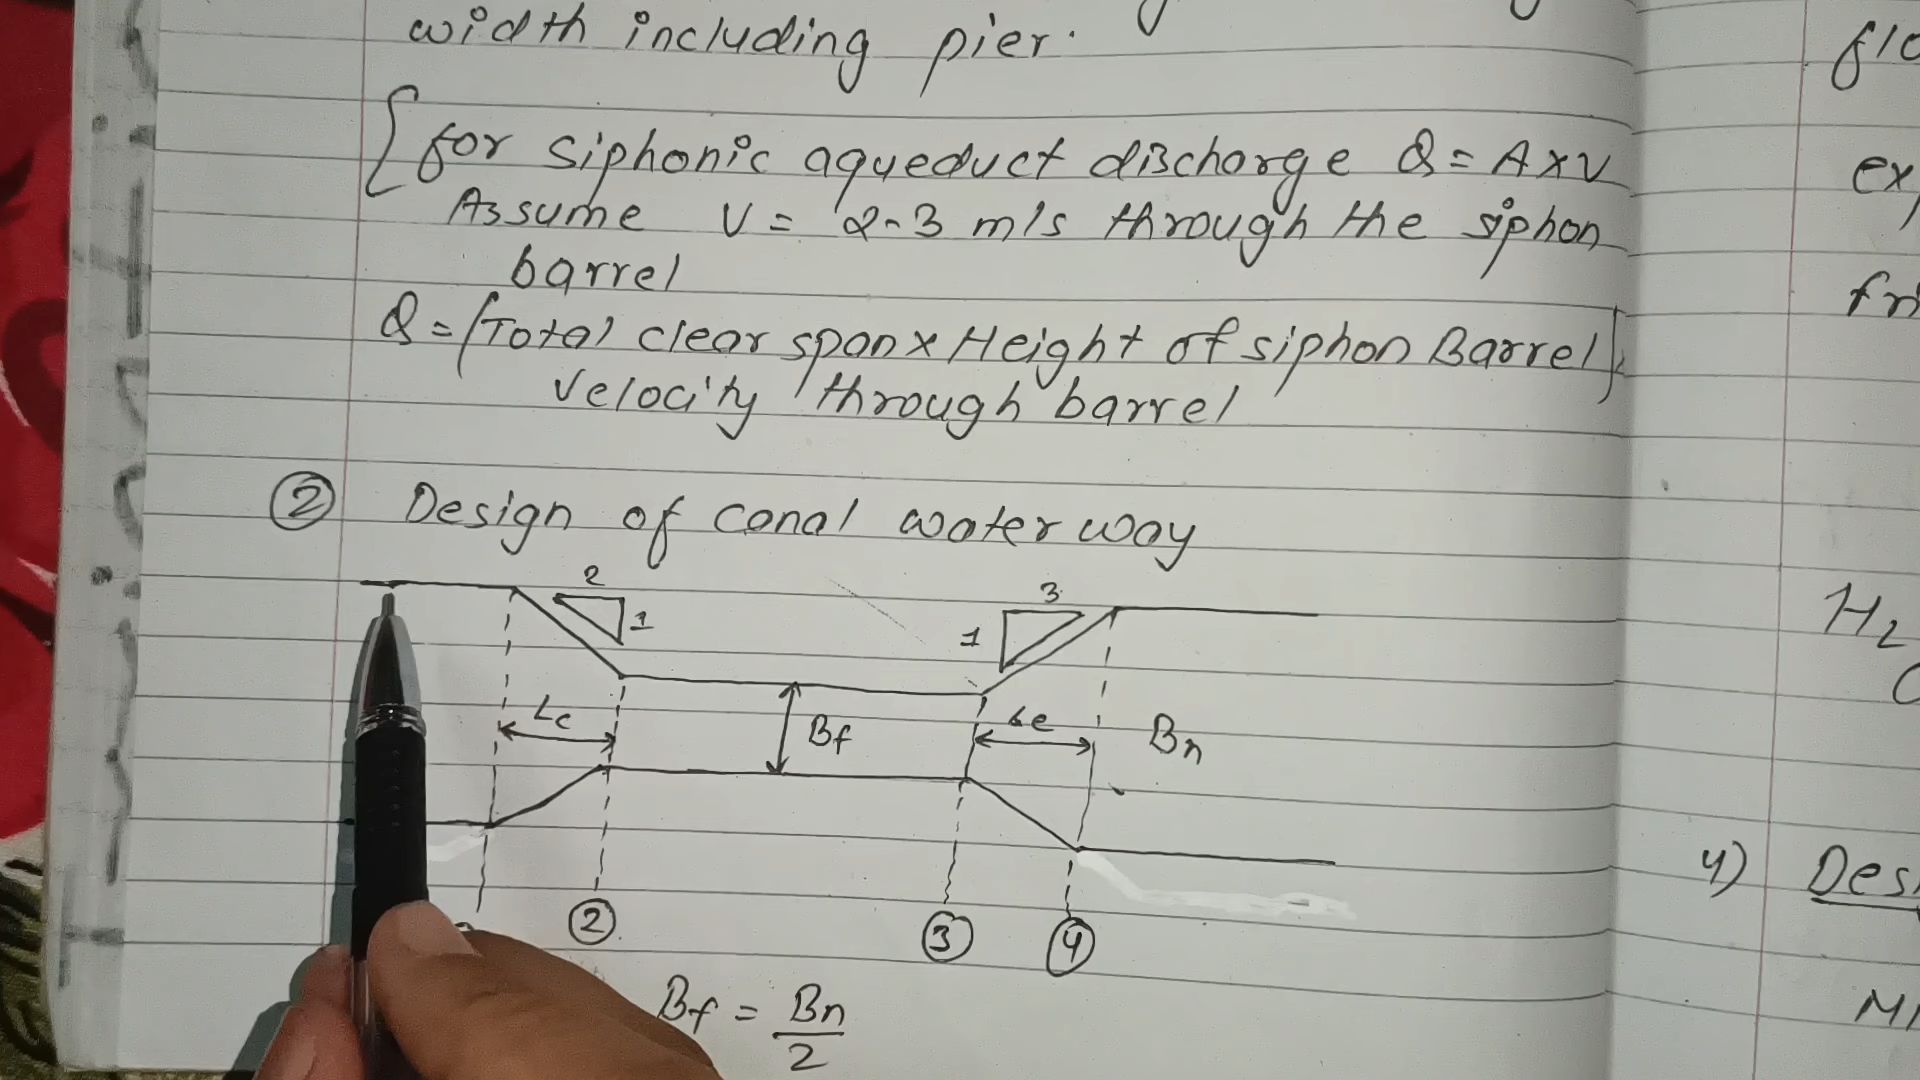 width including pier.
for siphonic aqueduct discharge Q = A x V
Assume V = 2-3 m/s through the siphon
barrel
Q = (Total clear span x Height of siphon Barrel) x
velocity through barrel
② Design of canal water way
2
1
3
1
Lc
Bf
Le
Bn
②
③
④
Bf = Bn
2
ex
fr
H2
4) Des